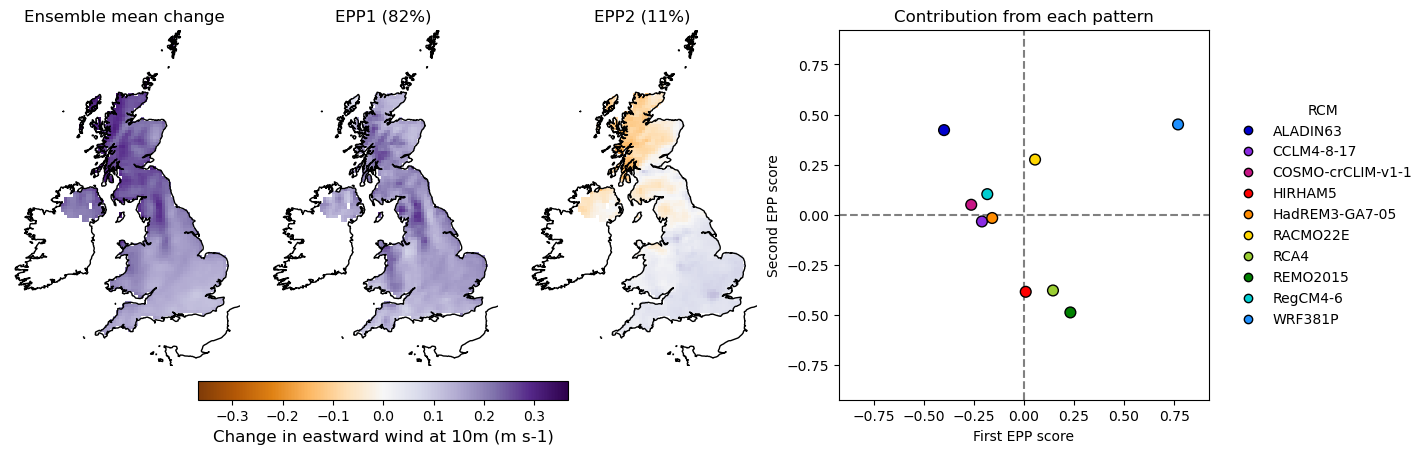 Ensemble mean change
EPP1 (82%)
EPP2 (11%)
−0.3 −0.2 −0.1 0.0 0.1 0.2 0.3
Change in eastward wind at 10m (m s-1)
Contribution from each pattern
Second EPP score
0.75
0.50
0.25
0.00
−0.25
−0.50
−0.75
−0.75 −0.50 −0.25 0.00 0.25 0.50 0.75
First EPP score
RCM
ALADIN63
CCLM4-8-17
COSMO-crCLIM-v1-1
HIRHAM5
HadREM3-GA7-05
RACMO22E
RCA4
REMO2015
RegCM4-6
WRF381P